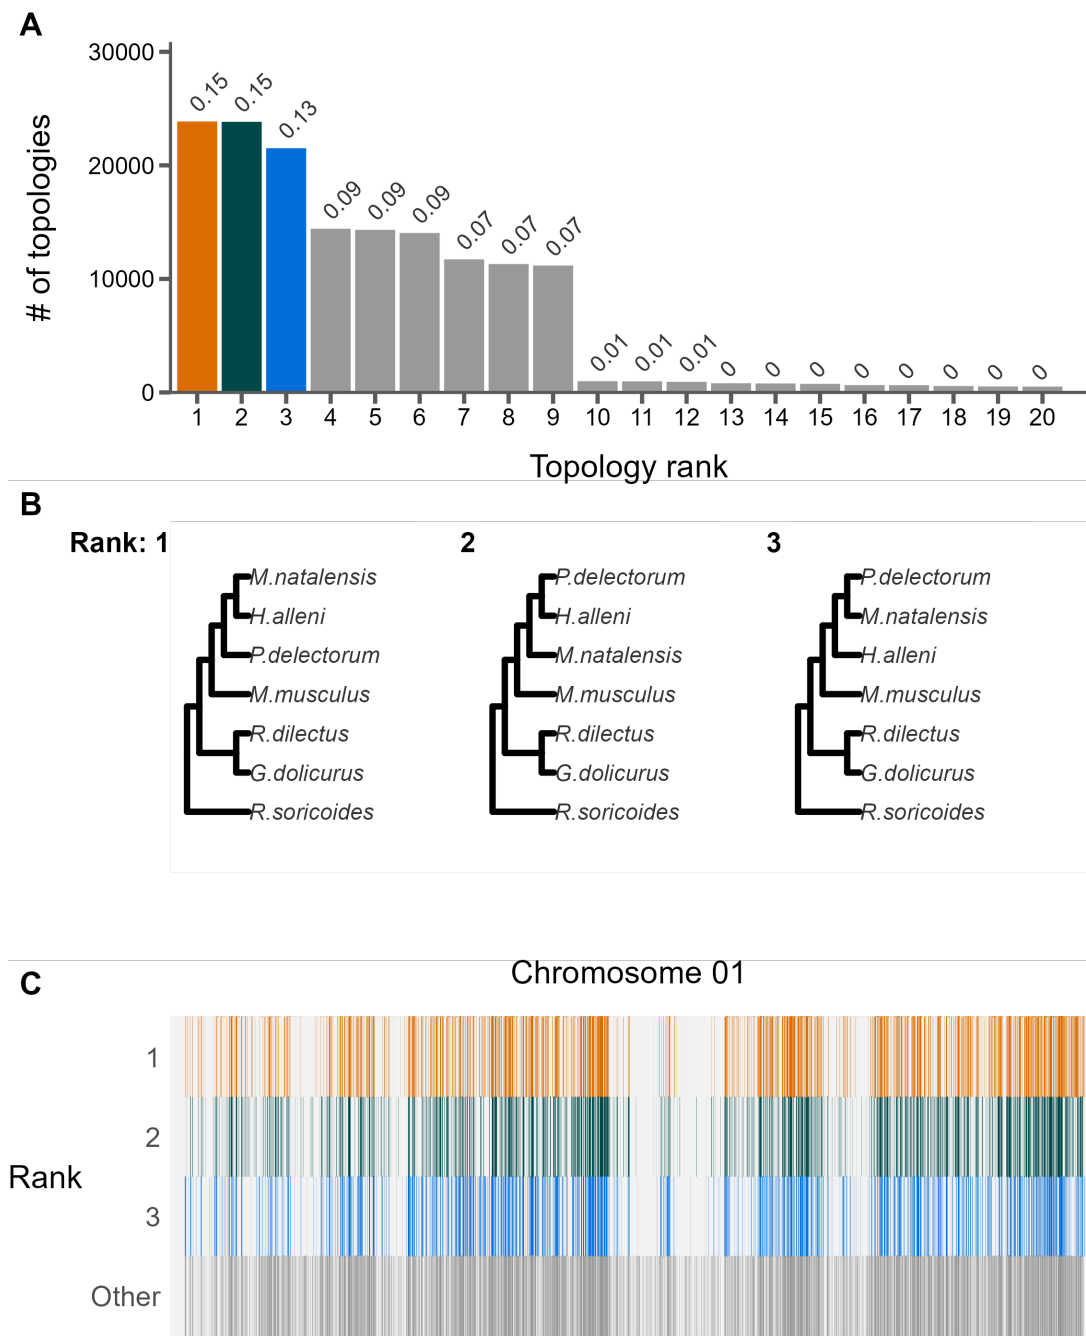 A
# of topologies
30000
20000
10000
0
0.15
0.15
0.13
0.09
0.09
0.09
0.07
0.07
0.07
0.01
0.01
0.01
0
0
0
0
0
0
0
0
1 2 3 4 5 6 7 8 9 10 11 12 13 14 15 16 17 18 19 20
Topology rank
B
Rank: 1
M.natalensis
H.alleni
P.delectorum
M.musculus
R.dilectus
G.dolicurus
R.soricoides
2
P.delectorum
H.alleni
M.natalensis
M.musculus
R.dilectus
G.dolicurus
R.soricoides
3
P.delectorum
M.natalensis
H.alleni
M.musculus
R.dilectus
G.dolicurus
R.soricoides
C
Chromosome 01
Rank
1
2
3
Other